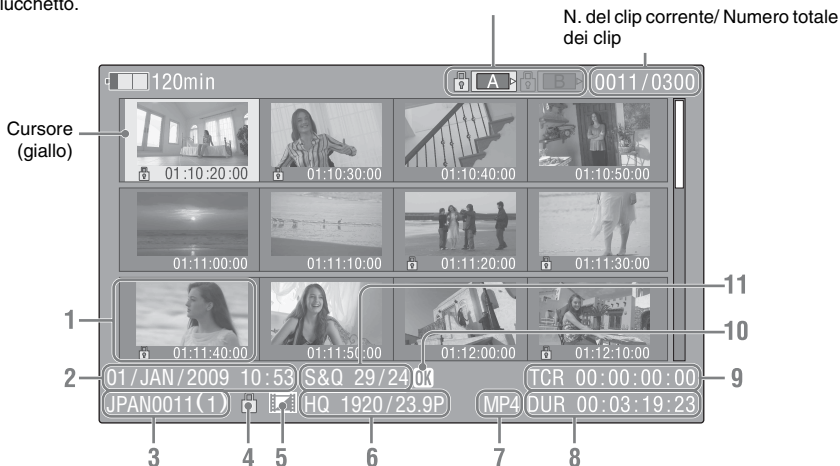 lucchetto.
N. del clip corrente/ Numero totale
dei clip
120min
A
B
0011/0300
Cursore
(giallo)
01:10:20:00
01:10:30:00
01:10:40:00
01:10:50:00
01:11:00:00
01:11:10:00
01:11:20:00
01:11:30:00
01:11:40:00
01:11:50:00
01:12:00:00
01:12:10:00
1
11
10
2
01/JAN/2009 10:53
S&Q 29/24
OK
TCR 00:00:00:00
9
JPAN0011(1)
HQ 1920/23.9P
MP4
DUR 00:03:19:23
3
4
5
6
7
8